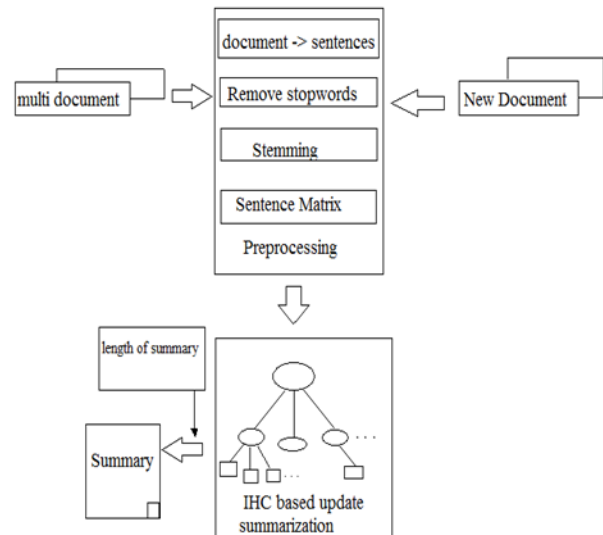 document -> sentences
multi document
Remove stopwords
New Document
Stemming
Sentence Matrix
Preprocessing
length of summary
Summary
. . .
...
IHC based update
summarization